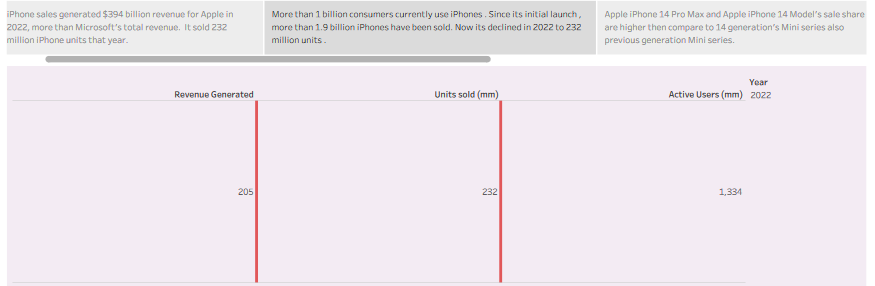 iPhone sales generated $394 billion revenue for Apple in
2022, more than Microsoft's total revenue. It sold 232
million iPhone units that year.
More than 1 billion consumers currently use iPhones . Since its initial launch ,
more than 1.9 billion iPhones have been sold. Now its declined in 2022 to 232
million units .
Apple iPhone 14 Pro Max and Apple iPhone 14 Model's sale share
are higher then compare to 14 generation's Mini series also
previous generation Mini series.
Year
Revenue Generated
Units sold (mm)
Active Users (mm)
2022
205
232
1,334